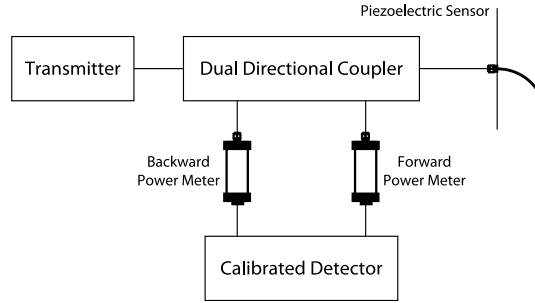 Piezoelectric Sensor
Transmitter
Dual Directional Coupler
Backward
Power Meter
Forward
Power Meter
Calibrated Detector